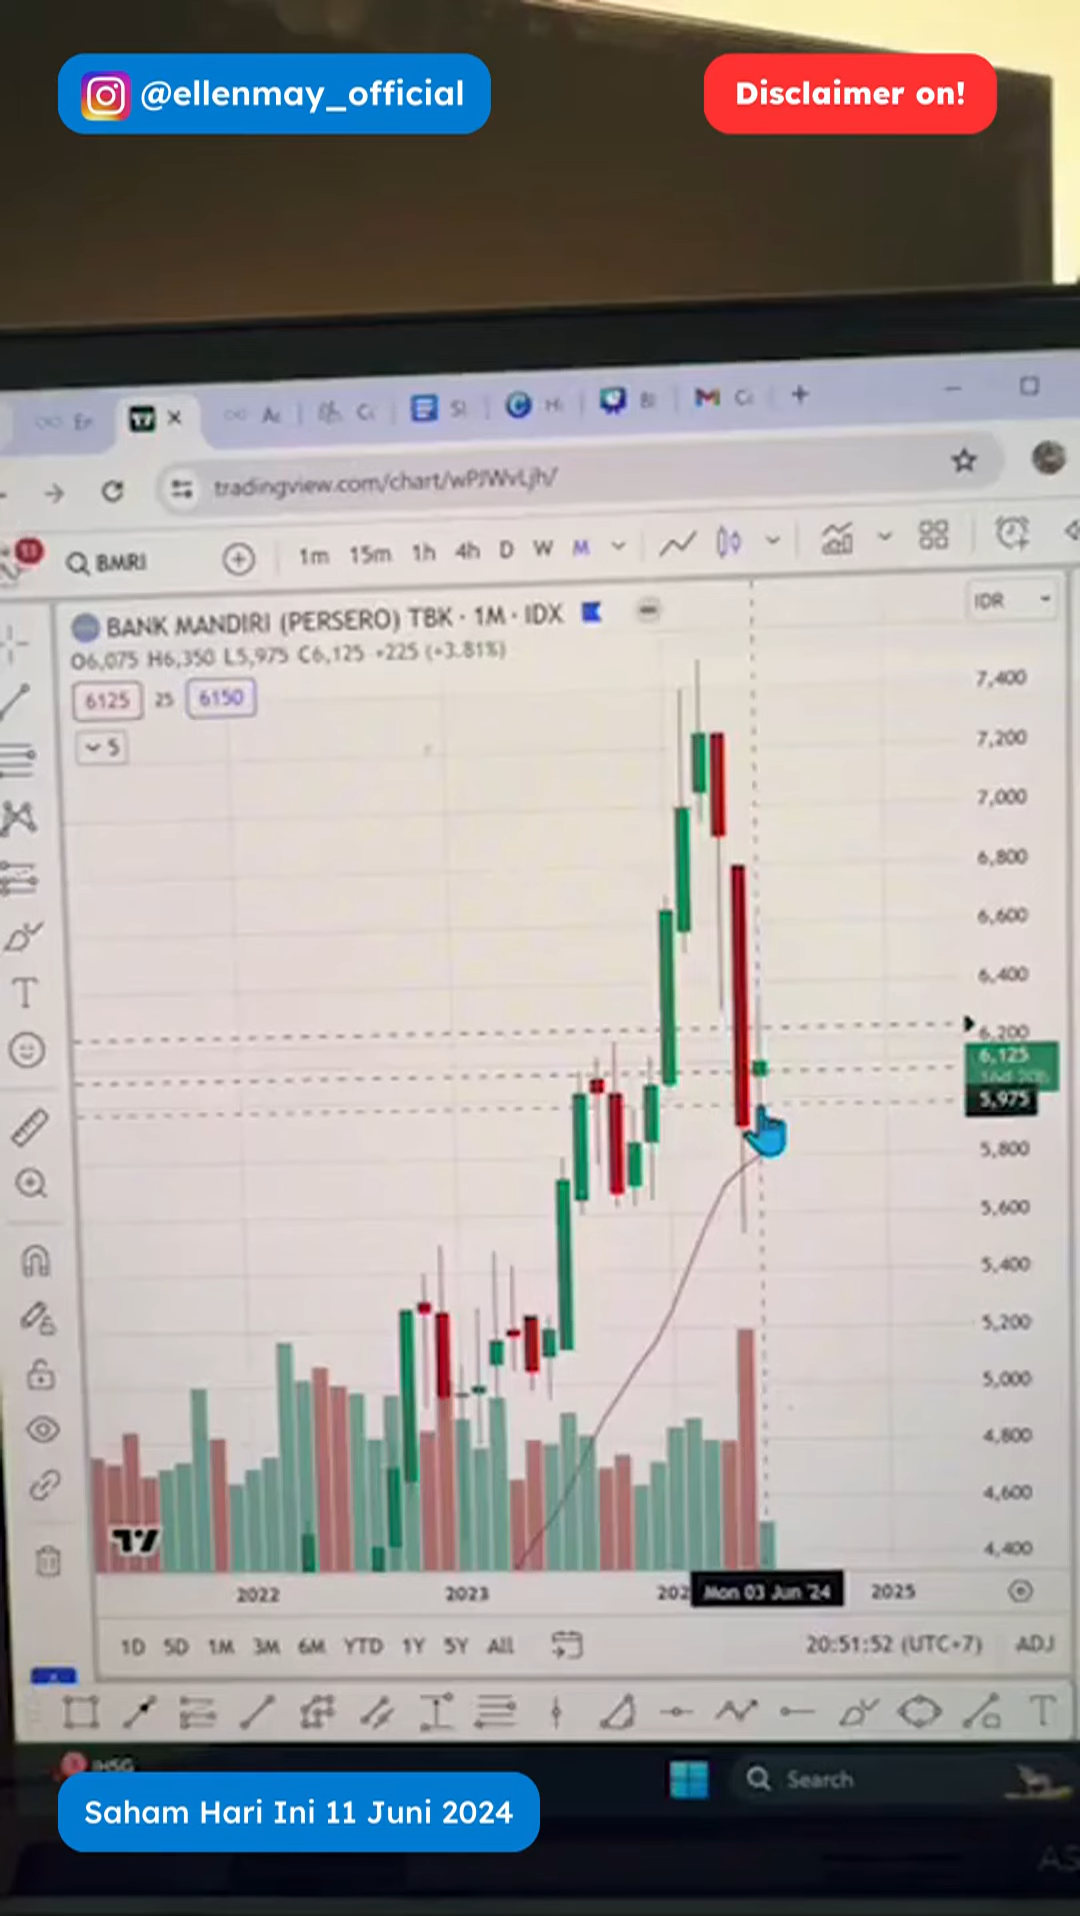 @ellenmay_official
Disclaimer on!
tradingview.com/chart/wPJWvLjh/
11
BMRI
1m 15m 1h 4h D W M
BANK MANDIRI (PERSERO) TBK · 1M · IDX
IDR
O6,075 H6,350 L5,975 C6,125 +225 (+3.81%)
6125 25 6150
5
7,400
7,200
7,000
6,800
6,600
6,400
6,200
6,125
5,975
5,800
5,600
5,400
5,200
5,000
4,800
4,600
4,400
2022 2023 Mon 03 Jun '24 2025
1D 5D 1M 3M 6M YTD 1Y 5Y All
20:51:52 (UTC+7) ADJ
IHSG
Search
Saham Hari Ini 11 Juni 2024
AS